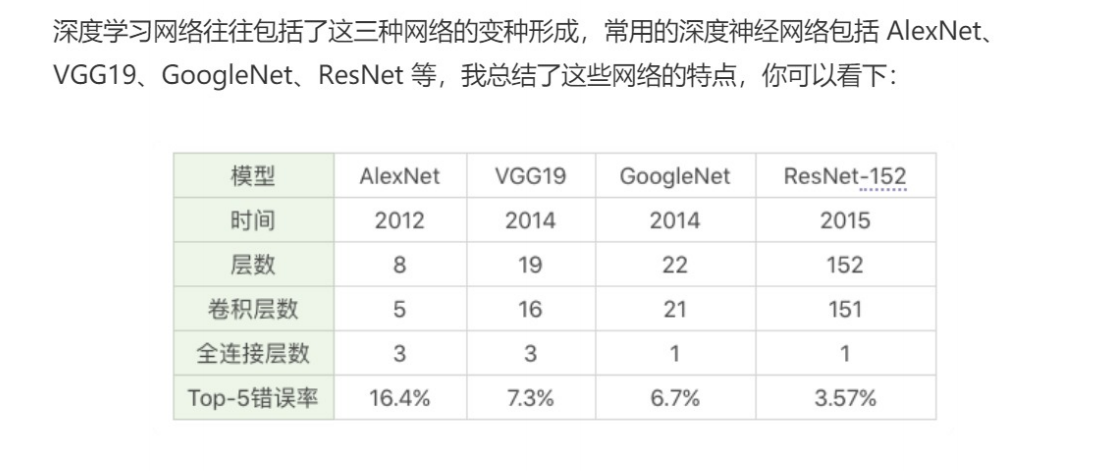 深度学习网络往往包括了这三种网络的变种形成，常用的深度神经网络包括 AlexNet、
VGG19、GoogleNet、ResNet 等，我总结了这些网络的特点，你可以看下：
模型 AlexNet VGG19 GoogleNet ResNet-152
时间 2012 2014 2014 2015
层数 8 19 22 152
卷积层数 5 16 21 151
全连接层数 3 3 1 1
Top-5错误率 16.4% 7.3% 6.7% 3.57%